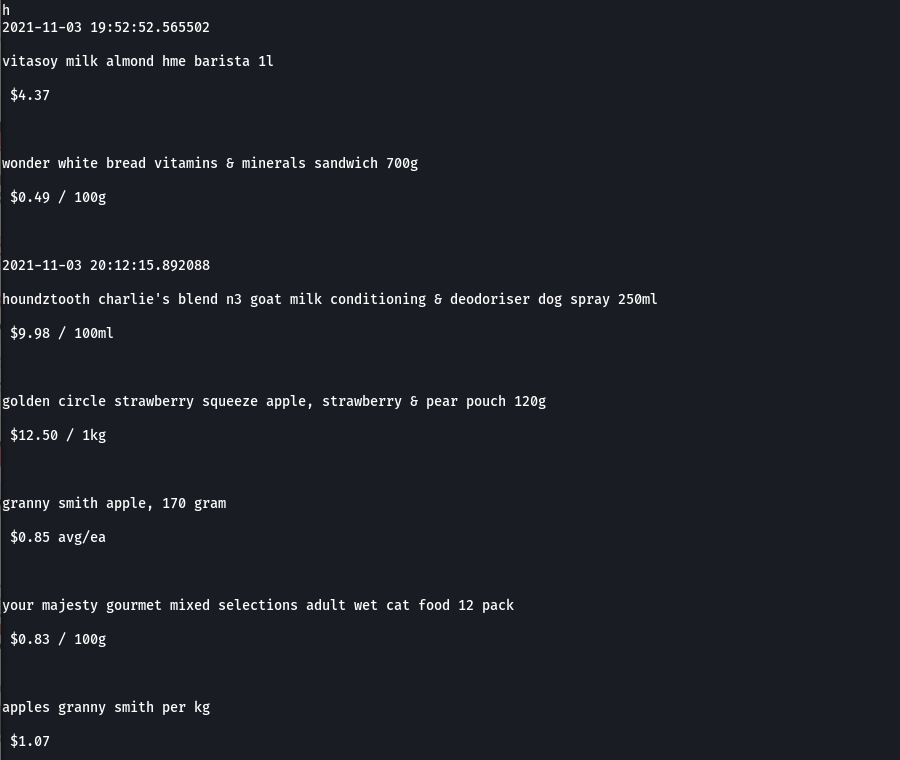 h
2021-11-03 19:52:52.565502
vitasoy milk almond hme barista 1l
$4.37
wonder white bread vitamins & minerals sandwich 700g
$0.49 / 100g
2021-11-03 20:12:15.892088
houndztooth charlie's blend n3 goat milk conditioning & deodoriser dog spray 250ml
$9.98 / 100ml
golden circle strawberry squeeze apple, strawberry & pear pouch 120g
$12.50 / 1kg
granny smith apple, 170 gram
$0.85 avg/ea
your majesty gourmet mixed selections adult wet cat food 12 pack
$0.83 / 100g
apples granny smith per kg
$1.07